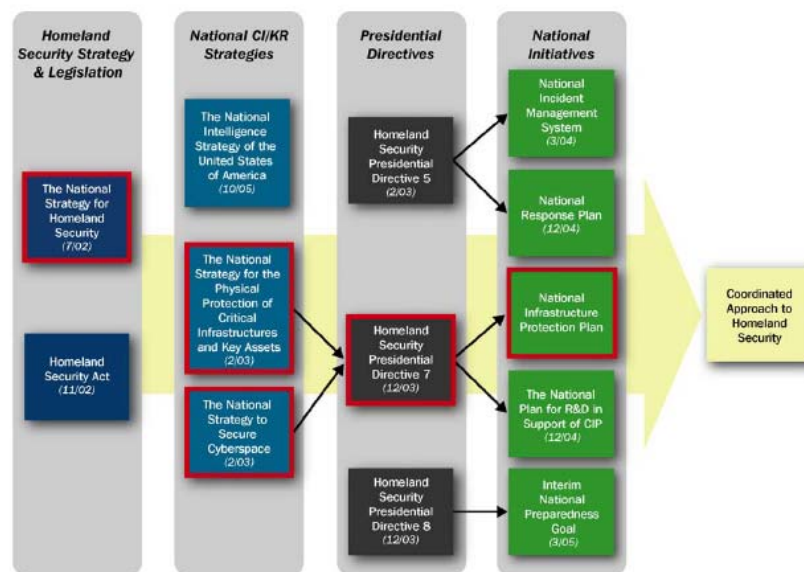 Homeland
Security Strategy
& Legislation
The National
Strategy for
Homeland
Security
(7/02)
Homeland
Security Act
(11/02)
National CI/KR
Strategies
The National
Intelligence
Strategy of the
United States
of America
(10/05)
The National
Strategy for the
Physical
Protection of
Critical
Infrastructures
and Key Assets
(2/03)
The National
Strategy to
Secure
Cyberspace
(2/03)
Presidential
Directives
Homeland
Security
Presidential
Directive 5
(2/03)
Homeland
Security
Presidential
Directive 7
(12/03)
Homeland
Security
Presidential
Directive 8
(12/03)
National
Initiatives
National
Incident
Management
System
(3/04)
National
Response Plan
(12/04)
National
Infrastructure
Protection Plan
The National
Plan for R&D in
Support of CIP
(12/04)
Interim
National
Preparedness
Goal
(3/05)
Coordinated
Approach to
Homeland
Security